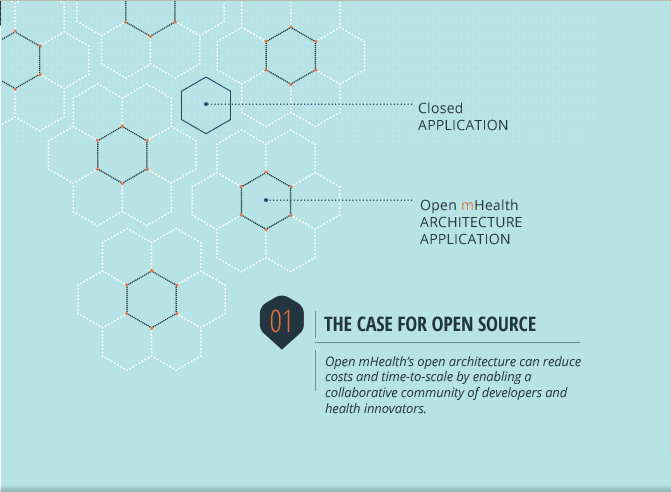 Closed
APPLICATION
Open mHealth
ARCHITECTURE
APPLICATION
01
THE CASE FOR OPEN SOURCE
Open mHealth's open architecture can reduce
costs and time-to-scale by enabling a
collaborative community of developers and
health innovators.